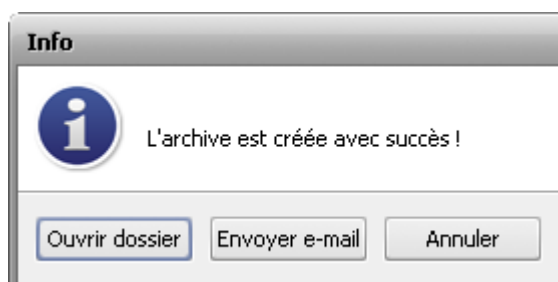 Info
L'archive est créée avec succès !
Ouvrir dossier
Envoyer e-mail
Annuler